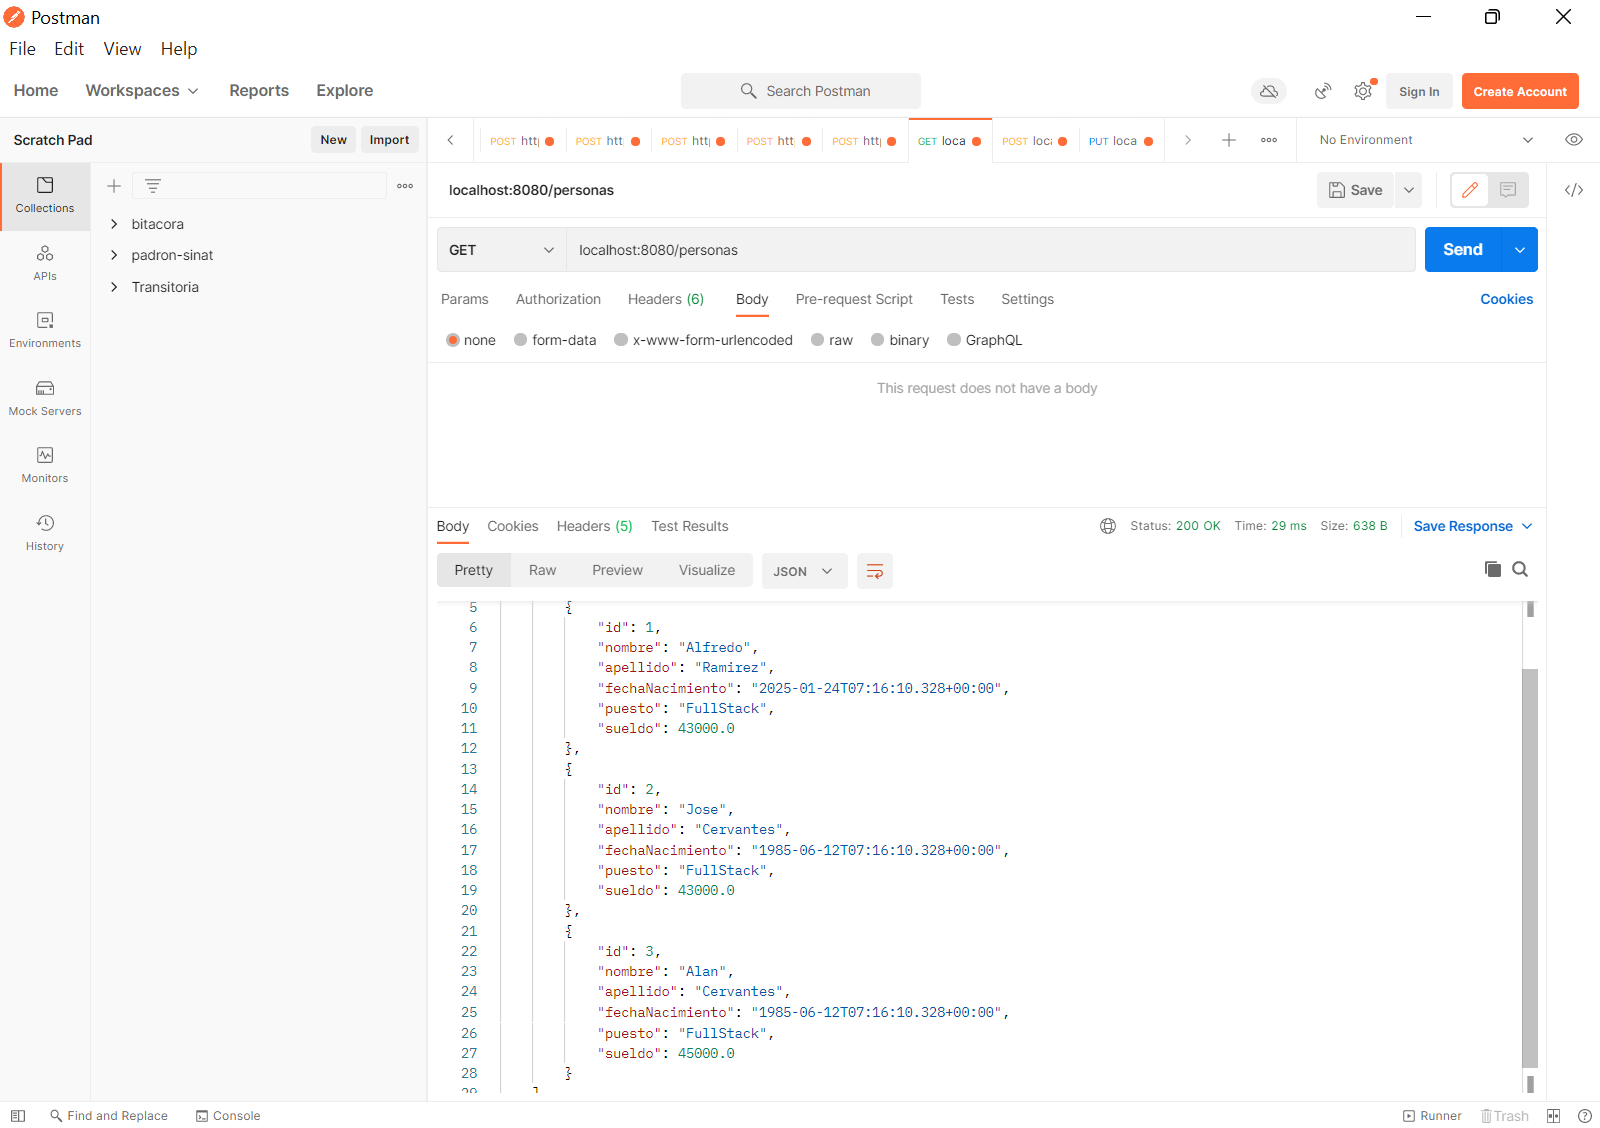 Postman
File Edit View Help
Home Workspaces Reports Explore Search Postman Sign In Create Account
Scratch Pad New Import
POST htt POST htt POST htt POST htt POST htt GET loca POST loca PUT loca No Environment
Collections
APIs
Environments
Mock Servers
Monitors
History
bitacora
padron-sinat
Transitoria
localhost:8080/personas Save
GET localhost:8080/personas Send
Params Authorization Headers (6) Body Pre-request Script Tests Settings Cookies
none form-data x-www-form-urlencoded raw binary GraphQL
This request does not have a body
Body Cookies Headers (5) Test Results Status: 200 OK Time: 29 ms Size: 638 B Save Response
Pretty Raw Preview Visualize JSON
5 {
6 "id": 1,
7 "nombre": "Alfredo",
8 "apellido": "Ramirez",
9 "fechaNacimiento": "2025-01-24T07:16:10.328+00:00",
10 "puesto": "FullStack",
11 "sueldo": 43000.0
12 },
13 {
14 "id": 2,
15 "nombre": "Jose",
16 "apellido": "Cervantes",
17 "fechaNacimiento": "1985-06-12T07:16:10.328+00:00",
18 "puesto": "FullStack",
19 "sueldo": 43000.0
20 },
21 {
22 "id": 3,
23 "nombre": "Alan",
24 "apellido": "Cervantes",
25 "fechaNacimiento": "1985-06-12T07:16:10.328+00:00",
26 "puesto": "FullStack",
27 "sueldo": 45000.0
28 }
29 ]
Find and Replace Console Runner Trash